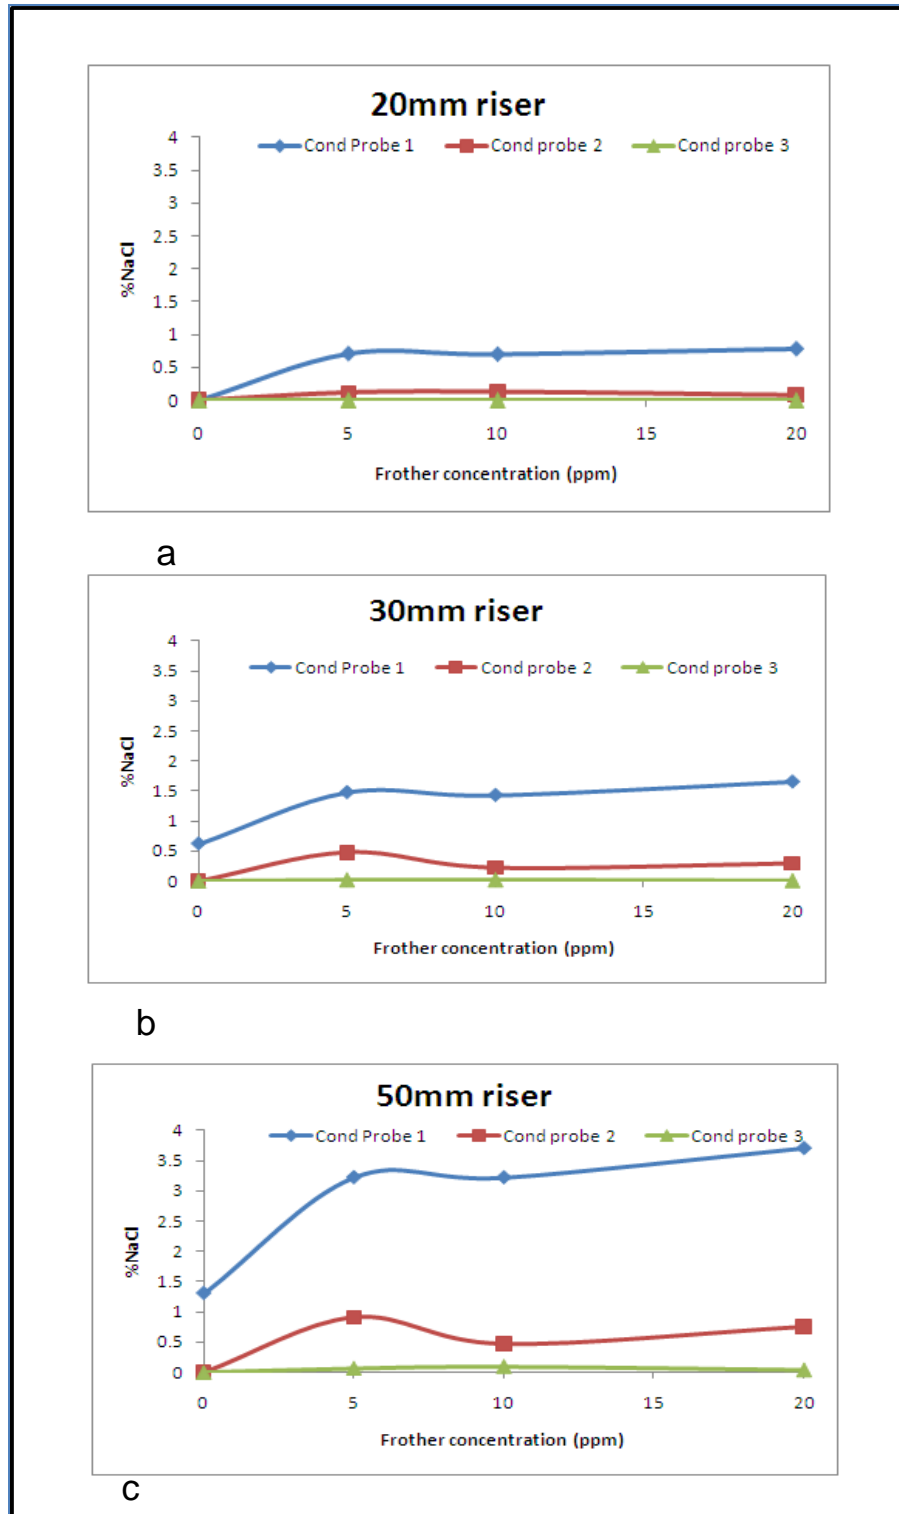 20mm riser
Cond Probe 1 Cond probe 2 Cond probe 3
4
3.5
3
2.5
2
1.5
1
0.5
0
%NaCl
0 5 10 15 20
Frother concentration (ppm)
a
30mm riser
Cond Probe 1 Cond probe 2 Cond probe 3
4
3.5
3
2.5
2
1.5
1
0.5
0
%NaCl
0 5 10 15 20
Frother concentration (ppm)
b
50mm riser
Cond Probe 1 Cond probe 2 Cond probe 3
4
3.5
3
2.5
2
1.5
1
0.5
0
%NaCl
0 5 10 15 20
Frother concentration (ppm)
c